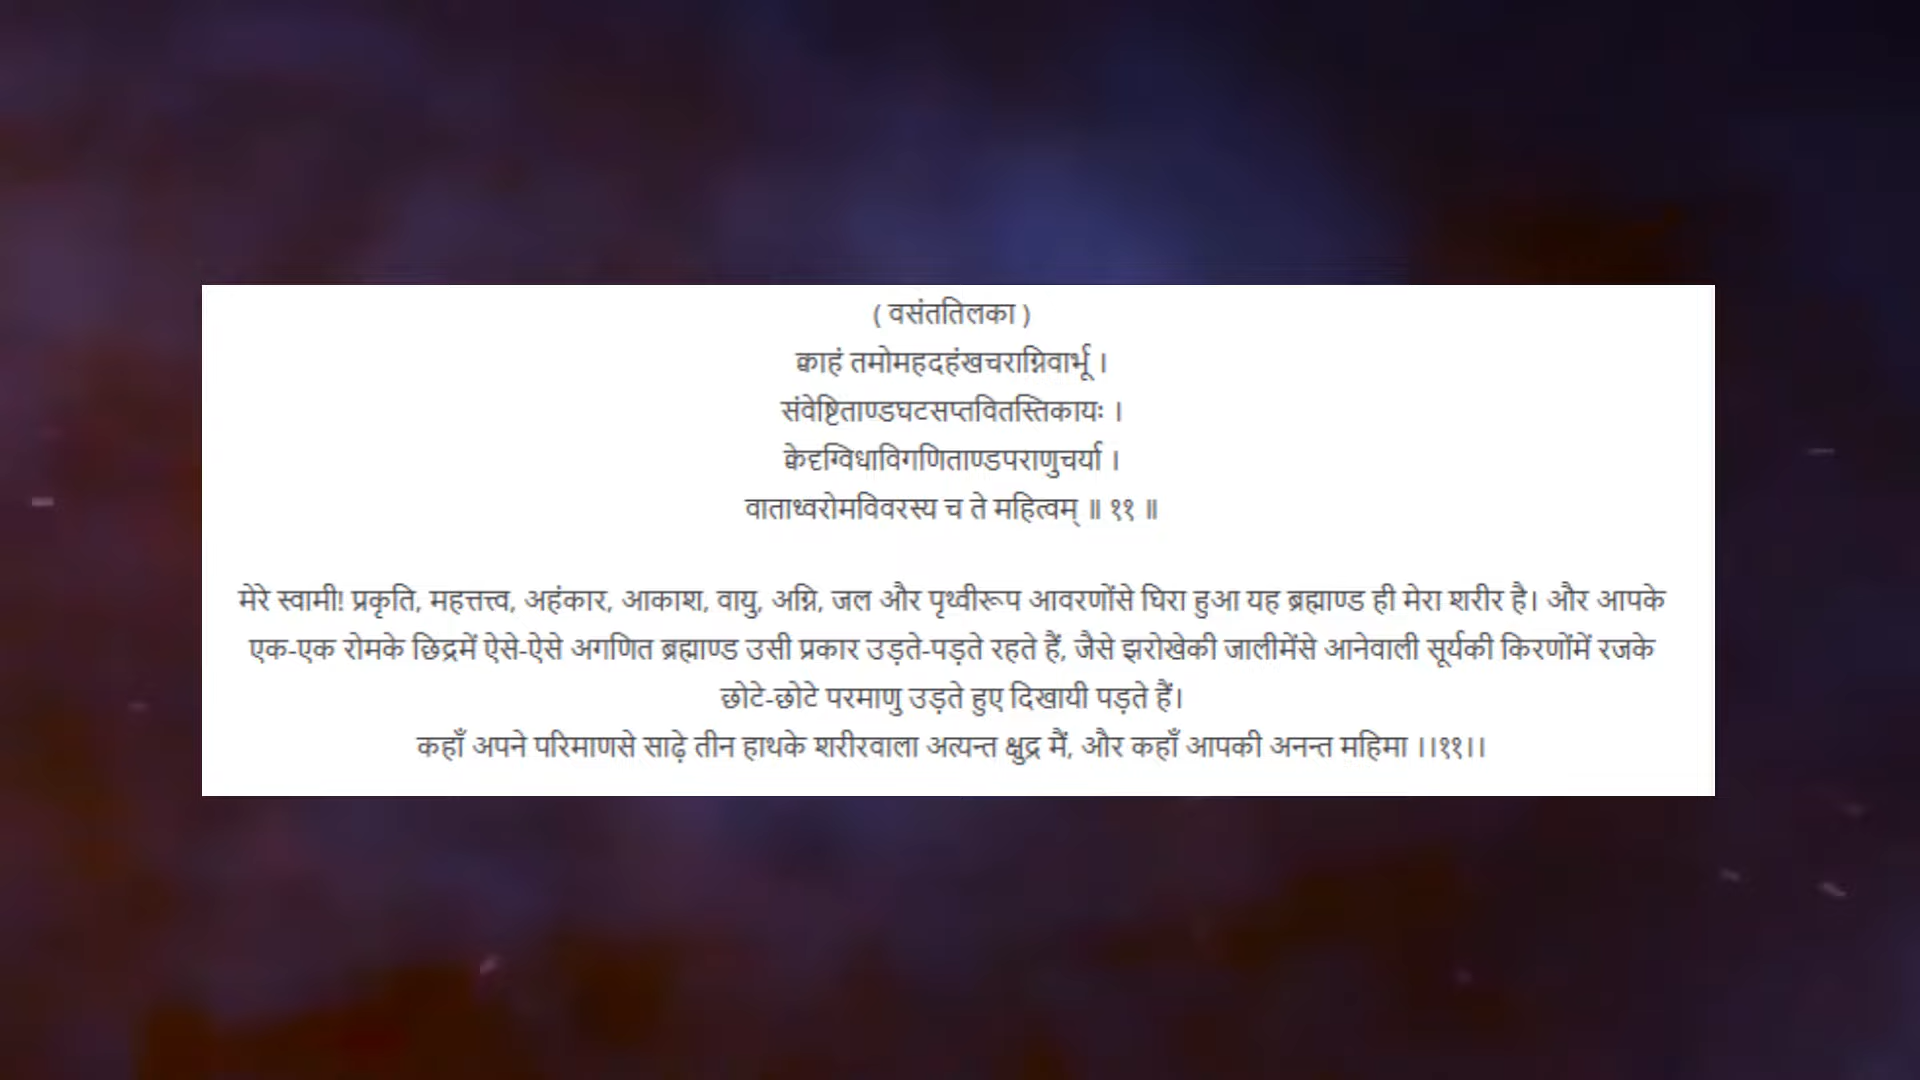 ( वसंततिलका )
क्वाहं तमोमहदहंखचराग्निवार्भू ।
संवेष्टिताण्डघटसप्तवितस्तिकायः ।
क्वेदृग्विधाविगणिताण्डपराणुचर्या ।
वाताध्वरोमविवरस्य च ते महित्वम् ॥ ११ ॥
मेरे स्वामी! प्रकृति, महत्तत्त्व, अहंकार, आकाश, वायु, अग्नि, जल और पृथ्वीरूप आवरणोंसे घिरा हुआ यह ब्रह्माण्ड ही मेरा शरीर है। और आपके
एक-एक रोमके छिद्रमें ऐसे-ऐसे अगणित ब्रह्माण्ड उसी प्रकार उड़ते-पड़ते रहते हैं, जैसे झरोखेकी जालीमेंसे आनेवाली सूर्यकी किरणोंमें रजके
छोटे-छोटे परमाणु उड़ते हुए दिखायी पड़ते हैं।
कहाँ अपने परिमाणसे साढ़े तीन हाथके शरीरवाला अत्यन्त क्षुद्र मैं, और कहाँ आपकी अनन्त महिमा ।।११।।